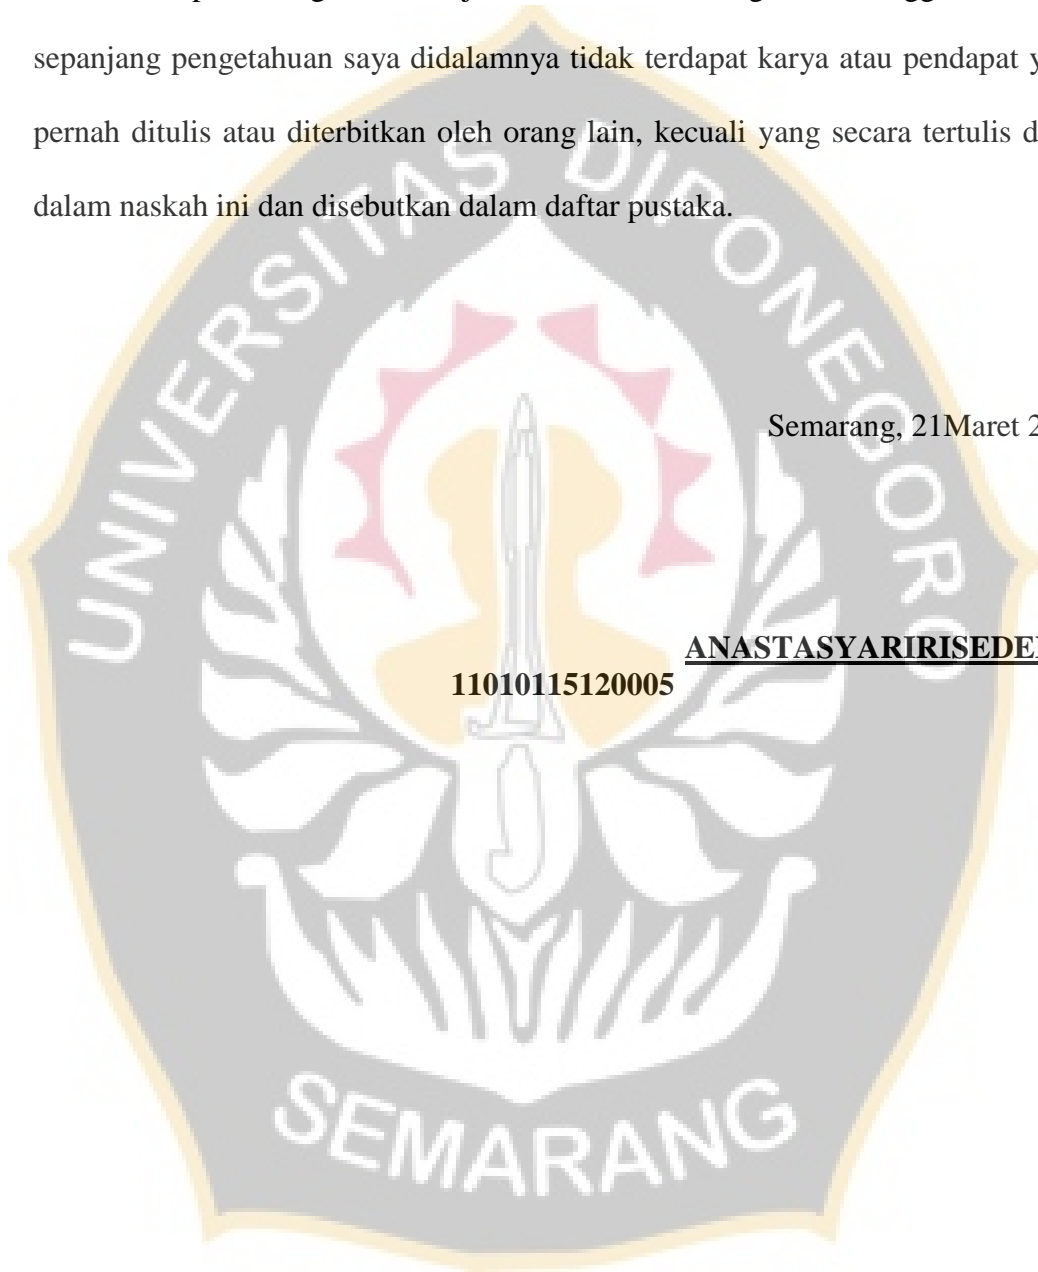 sepanjang pengetahuan saya didalamnya tidak terdapat karya atau pendapat
pernah ditulis atau diterbitkan oleh orang lain, kecuali yang secara tertulis
dalam naskah ini dan disebutkan dalam daftar pustaka.
UNIVERSITAS DIPONEGORO
Semarang, 21Maret
ANASTASYARIRISEDE
11010115120005
SEMARANG